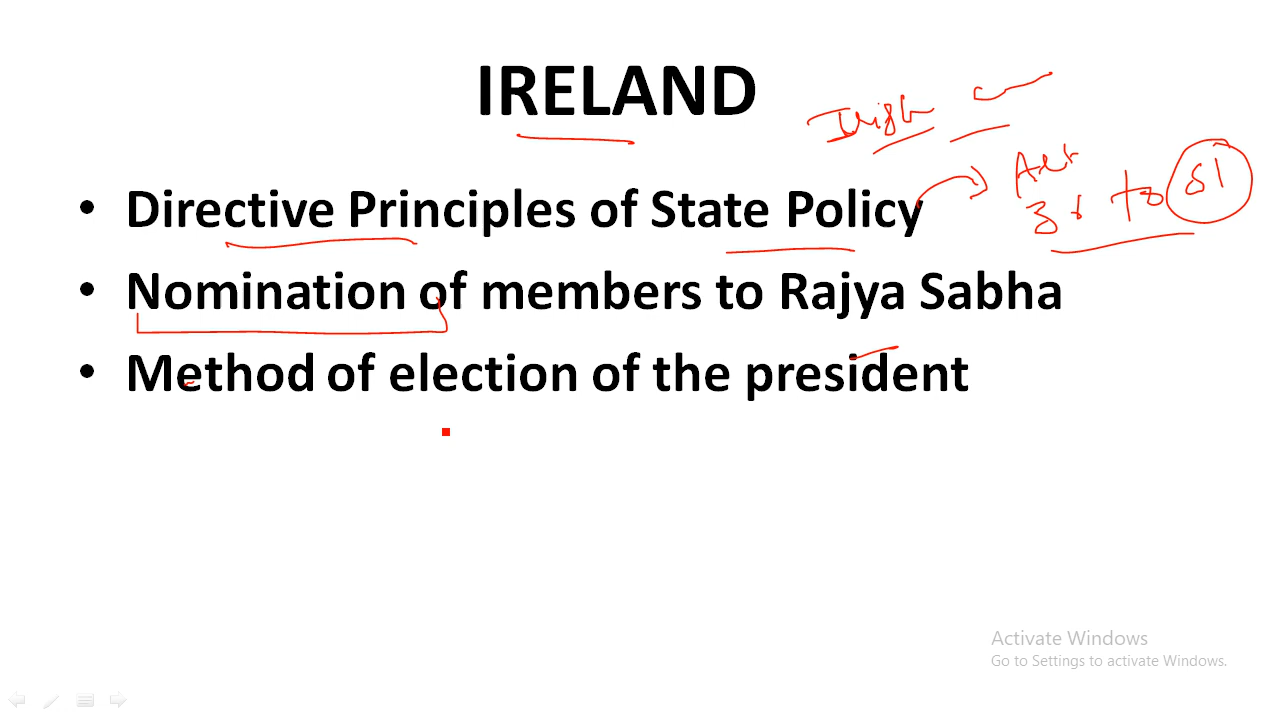 IRELAND
Irish
• Directive Principles of State Policy
Art
36 to 51
• Nomination of members to Rajya Sabha
• Method of election of the president
Activate Windows
Go to Settings to activate Windows.